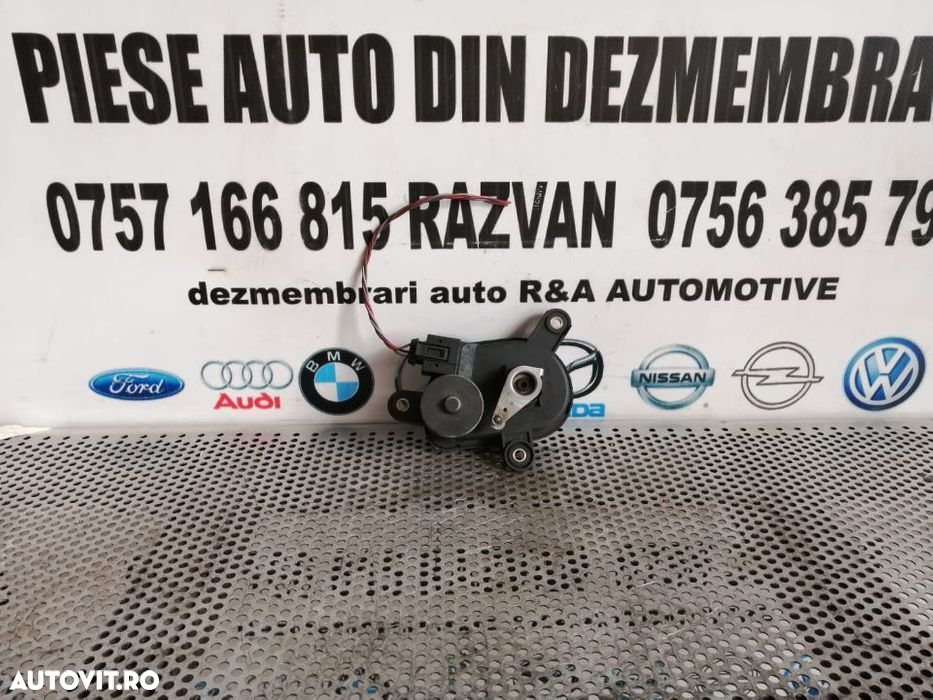 PIESE AUTO DIN DEZMEMBRA
0757 166 815 RAZVAN 0756 385 79
dezmembrari auto R&A AUTOMOTIVE
Ford
Audi
BMW
NISSAN
AUTOVIT.RO